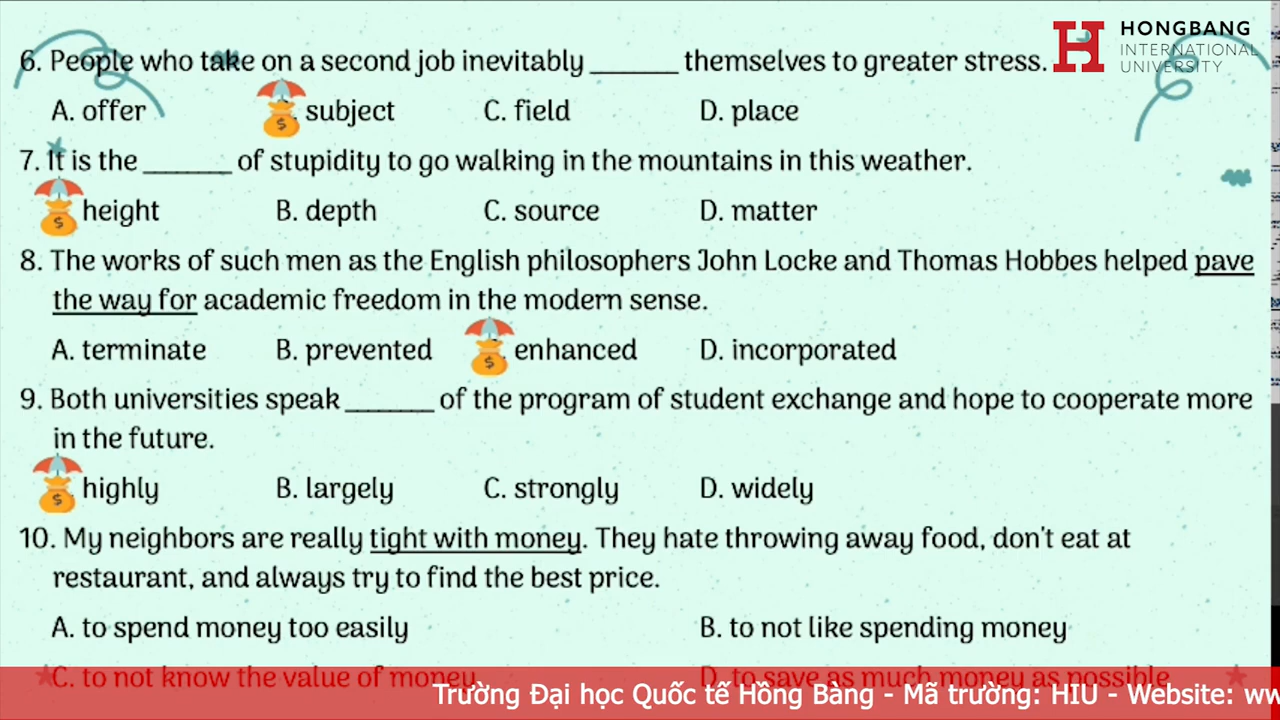 HONGBANG
INTERNATIONAL
UNIVERSITY
6. People who take on a second job inevitably ______ themselves to greater stress.
A. offer subject C. field D. place
7. It is the ______ of stupidity to go walking in the mountains in this weather.
height B. depth C. source D. matter
8. The works of such men as the English philosophers John Locke and Thomas Hobbes helped pave
the way for academic freedom in the modern sense.
A. terminate B. prevented enhanced D. incorporated
9. Both universities speak ______ of the program of student exchange and hope to cooperate more
in the future.
highly B. largely C. strongly D. widely
10. My neighbors are really tight with money. They hate throwing away food, don't eat at
restaurant, and always try to find the best price.
A. to spend money too easily B. to not like spending money
C. to not know the value of money D. to save as much money as possible
Trường Đại học Quốc tế Hồng Bàng - Mã trường: HIU - Website: ww